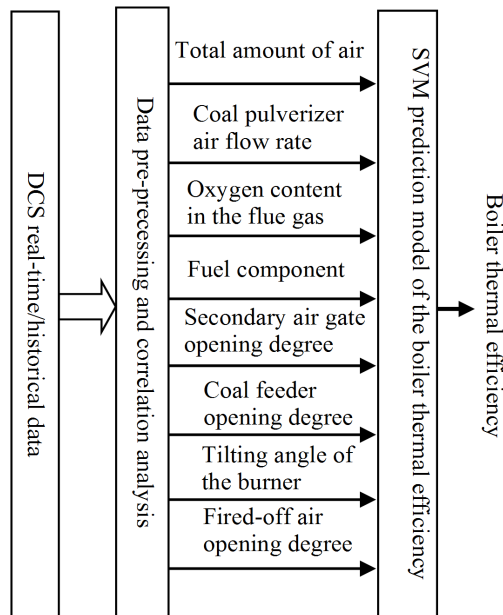 DCS real-time/historical data
Data pre-precessing and correlation analysis
Total amount of air
Coal pulverizer
air flow rate
Oxygen content
in the flue gas
Fuel component
Secondary air gate
opening degree
Coal feeder
opening degree
Tilting angle of
the burner
Fired-off air
opening degree
SVM prediction model of the boiler thermal efficiency
Boiler thermal
efficiency